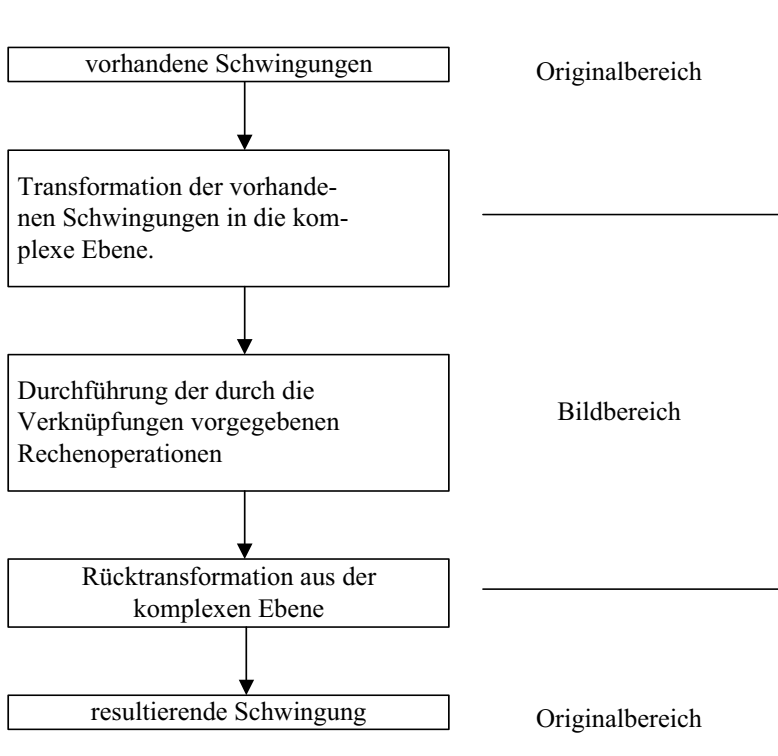 vorhandene Schwingungen
Originalbereich
Transformation der vorhande-
nen Schwingungen in die kom-
plexe Ebene.
Durchführung der durch die
Verknüpfungen vorgegebenen
Rechenoperationen
Bildbereich
Rücktransformation aus der
komplexen Ebene
resultierende Schwingung
Originalbereich